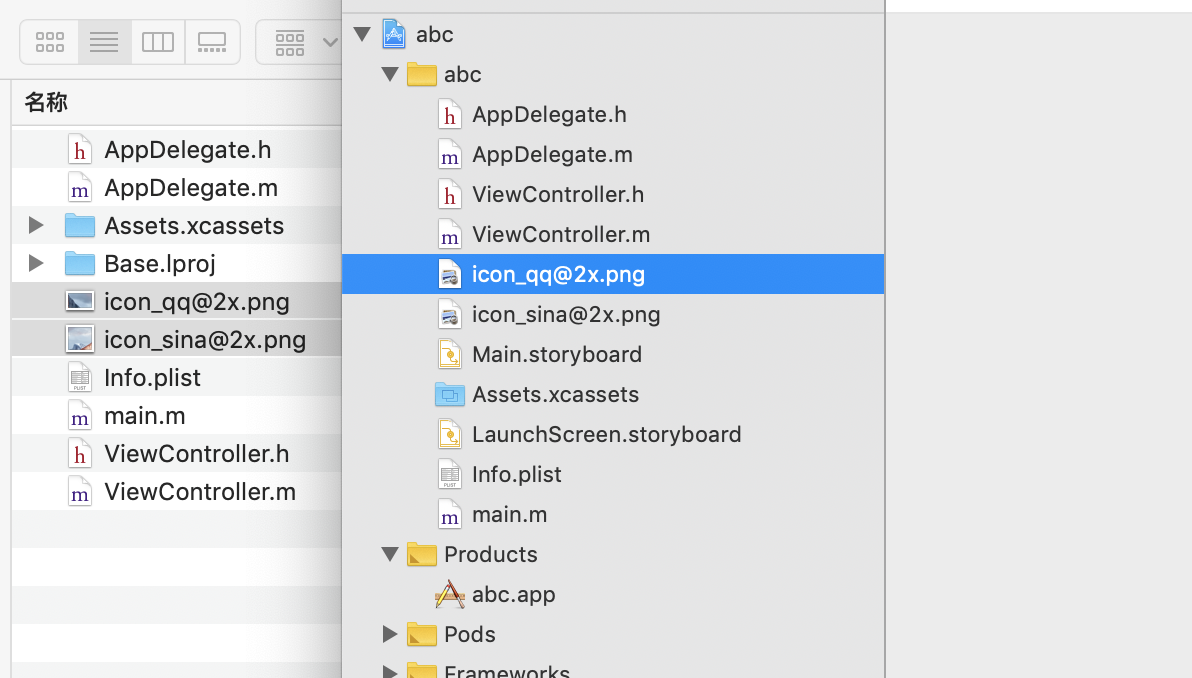 名称
AppDelegate.h
AppDelegate.m
Assets.xcassets
Base.lproj
icon_qq@2x.png
icon_sina@2x.png
Info.plist
main.m
ViewController.h
ViewController.m
abc
abc
AppDelegate.h
AppDelegate.m
ViewController.h
ViewController.m
icon_qq@2x.png
icon_sina@2x.png
Main.storyboard
Assets.xcassets
LaunchScreen.storyboard
Info.plist
main.m
Products
abc.app
Pods
Frameworks